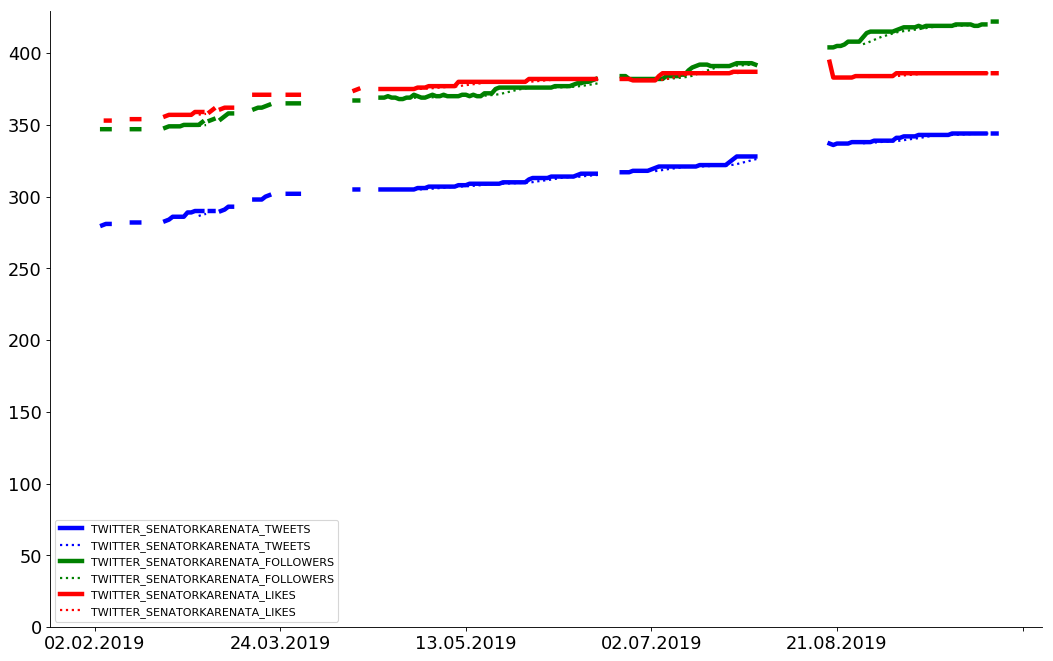 400
350
300
250
200
150
100
50
0
TWITTER_SENATORKARENATA_TWEETS
TWITTER_SENATORKARENATA_TWEETS
TWITTER_SENATORKARENATA_FOLLOWERS
TWITTER_SENATORKARENATA_FOLLOWERS
TWITTER_SENATORKARENATA_LIKES
TWITTER_SENATORKARENATA_LIKES
02.02.2019 24.03.2019 13.05.2019 02.07.2019 21.08.2019